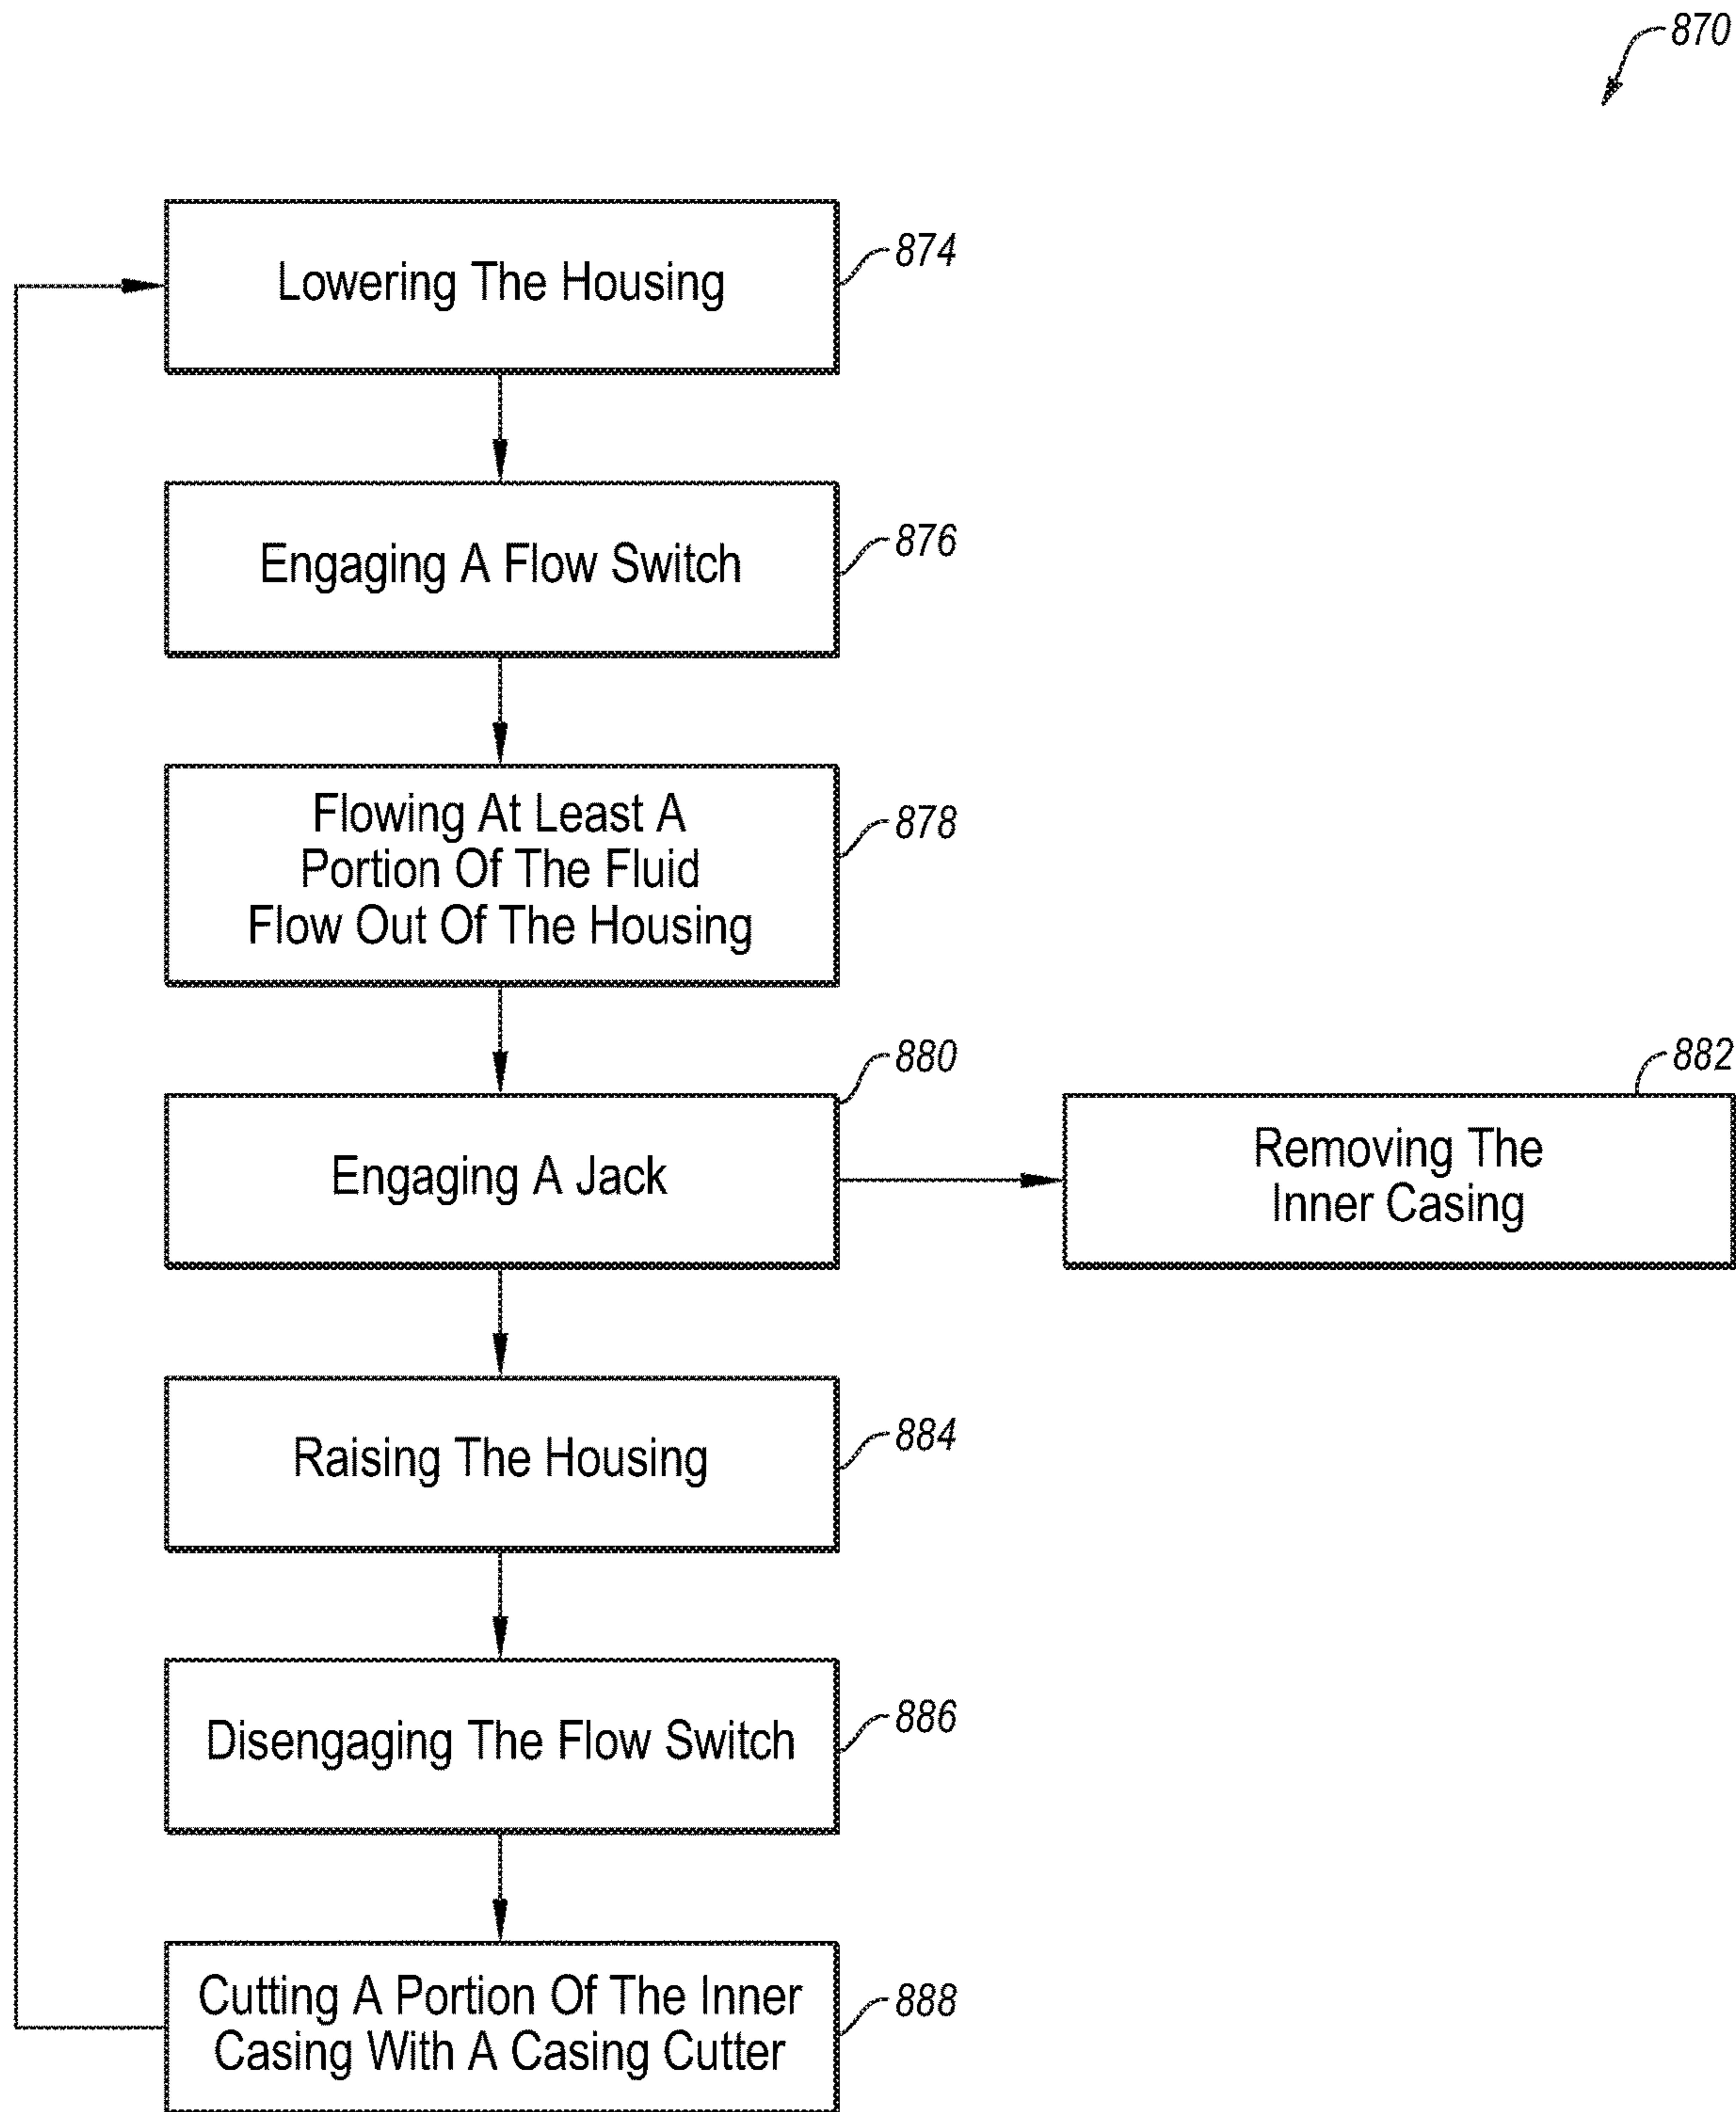 870
Lowering The Housing
874
Engaging A Flow Switch
876
Flowing At Least A
Portion Of The Fluid
Flow Out Of The Housing
878
Engaging A Jack
880
Removing The
Inner Casing
882
Raising The Housing
884
Disengaging The Flow Switch
886
Cutting A Portion Of The Inner
Casing With A Casing Cutter
888